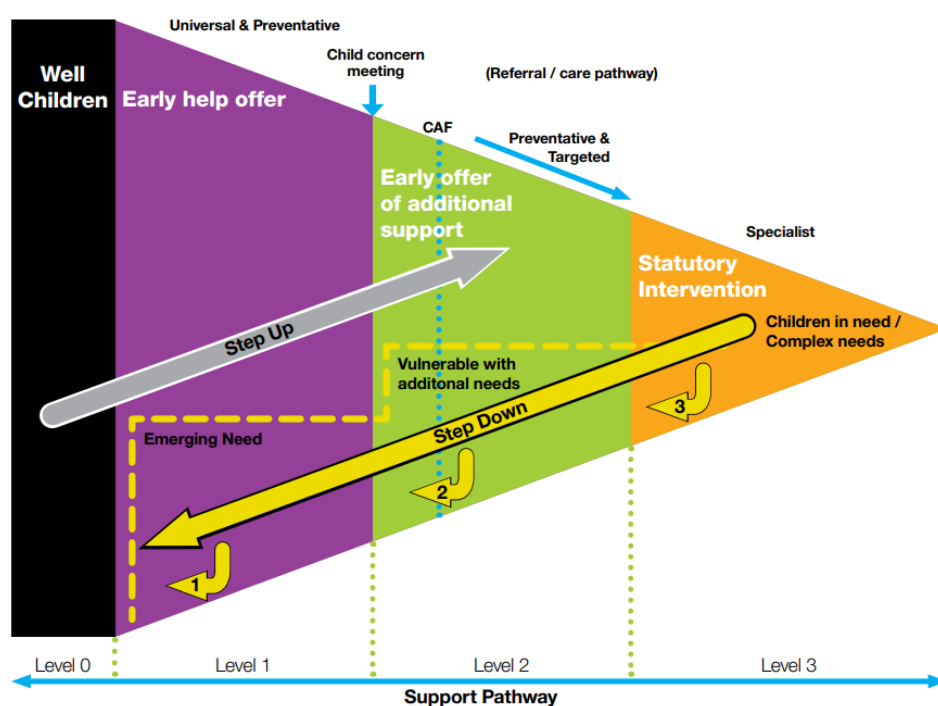 Universal & Preventative
Child concern
meeting
(Referral / care pathway)
Well
Children
Early help offer
CAF
Preventative &
Targeted
Early offer
of additional
support
Specialist
Statutory
Intervention
Step Up
Children in need /
Complex needs
Vulnerable with
additonal needs
3
Step Down
Emerging Need
2
1
Level 0
Level 1
Level 2
Level 3
Support Pathway